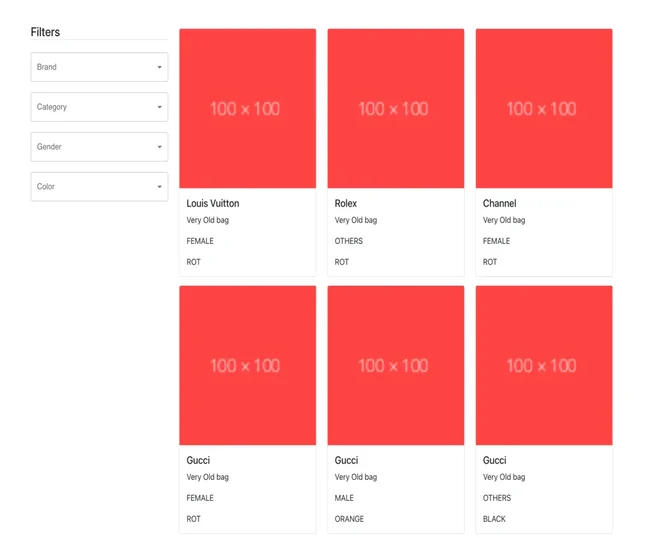 Filters
Brand
Category
Gender
Color
100 × 100
Louis Vuitton
Very Old bag
FEMALE
ROT
100 × 100
Rolex
Very Old bag
OTHERS
ROT
100 × 100
Channel
Very Old bag
FEMALE
ROT
100 × 100
Gucci
Very Old bag
FEMALE
ROT
100 × 100
Gucci
Very Old bag
MALE
ORANGE
100 × 100
Gucci
Very Old bag
OTHERS
BLACK